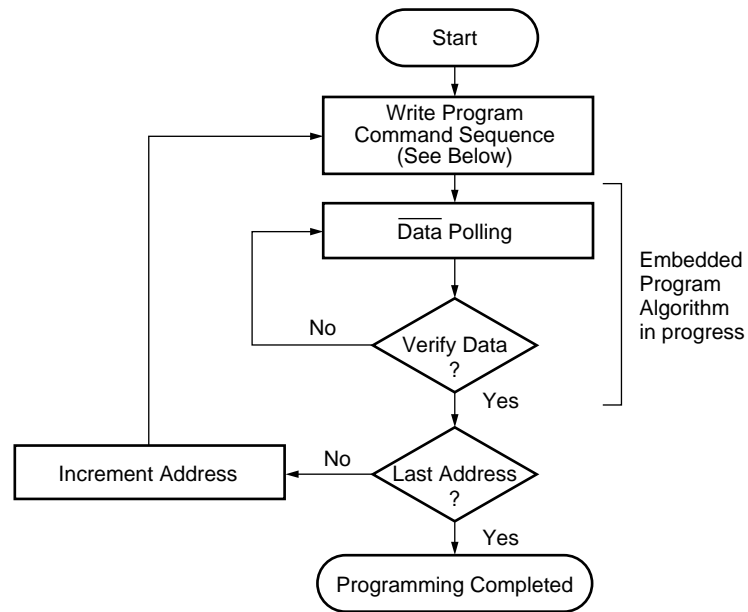 Start
Write Program
Command Sequence
(See Below)
Data Polling
Embedded
Program
Algorithm
in progress
No
Verify Data
?
Yes
Increment Address
No
Last Address
?
Yes
Programming Completed